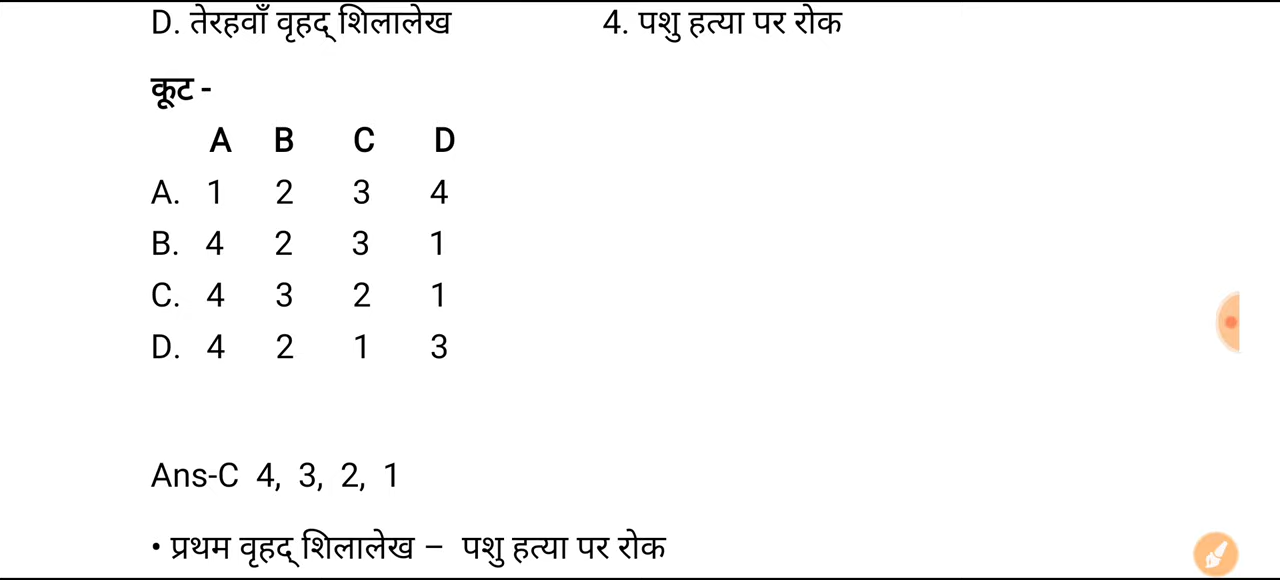 D. तेरहवाँ वृहद् शिलालेख 4. पशु हत्या पर रोक
कूट -
A B C D
A. 1 2 3 4
B. 4 2 3 1
C. 4 3 2 1
D. 4 2 1 3
Ans-C 4, 3, 2, 1
• प्रथम वृहद् शिलालेख – पशु हत्या पर रोक